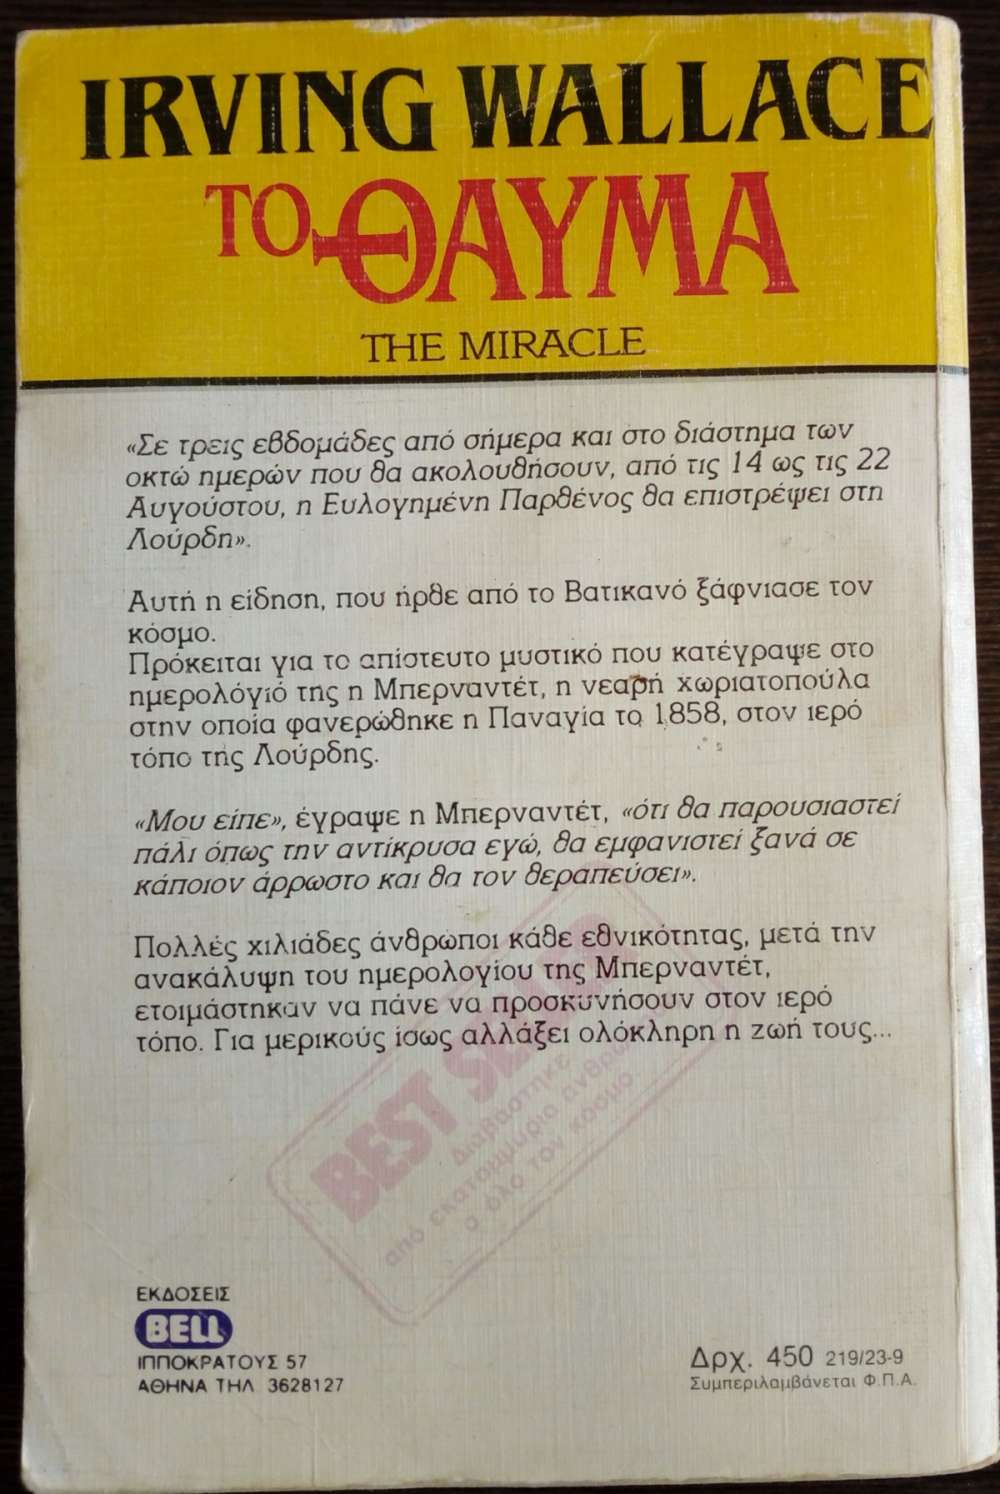 IRVING WALLACE
ΤΟ ΘΑΥΜΑ
THE MIRACLE
«Σε τρεις εβδομάδες από σήμερα και στο διάστημα των
οκτώ ημερών που θα ακολουθήσουν, από τις 14 ως τις 22
Αυγούστου, η Ευλογημένη Παρθένος θα επιστρέψει στη
Λούρδη».
Αυτή η είδηση, που ήρθε από το Βατικανό ξάφνιασε τον
κόσμο.
Πρόκειται για το απίστευτο μυστικό που κατέγραψε στο
ημερολόγιό της η Μπερναντέτ, η νεαρή χωριατοπούλα
στην οποία φανερώθηκε η Παναγία το 1858, στον ιερό
τόπο της Λούρδης.
«Μου είπε», έγραψε η Μπερναντέτ, «ότι θα παρουσιαστεί
πάλι όπως την αντίκρυσα εγώ, θα εμφανιστεί ξανά σε
κάποιον άρρωστο και θα τον θεραπεύσει».
Πολλές χιλιάδες άνθρωποι κάθε εθνικότητας, μετά την
ανακάλυψη του ημερολογίου της Μπερναντέτ,
ετοιμάστηκαν να πάνε να προσκυνήσουν στον ιερό
τόπο. Για μερικούς ίσως αλλάξει ολόκληρη η ζωή τους...
BEST SELLER
Διαβάστηκε
από εκατομμύρια ανθρώ
σ' όλο τον κόσμο
ΕΚΔΟΣΕΙΣ
BELL
ΙΠΠΟΚΡΑΤΟΥΣ 57
ΑΘΗΝΑ ΤΗΛ 3628127
Δρχ. 450 219/23-9
Συμπεριλαμβάνεται Φ.Π.Α.